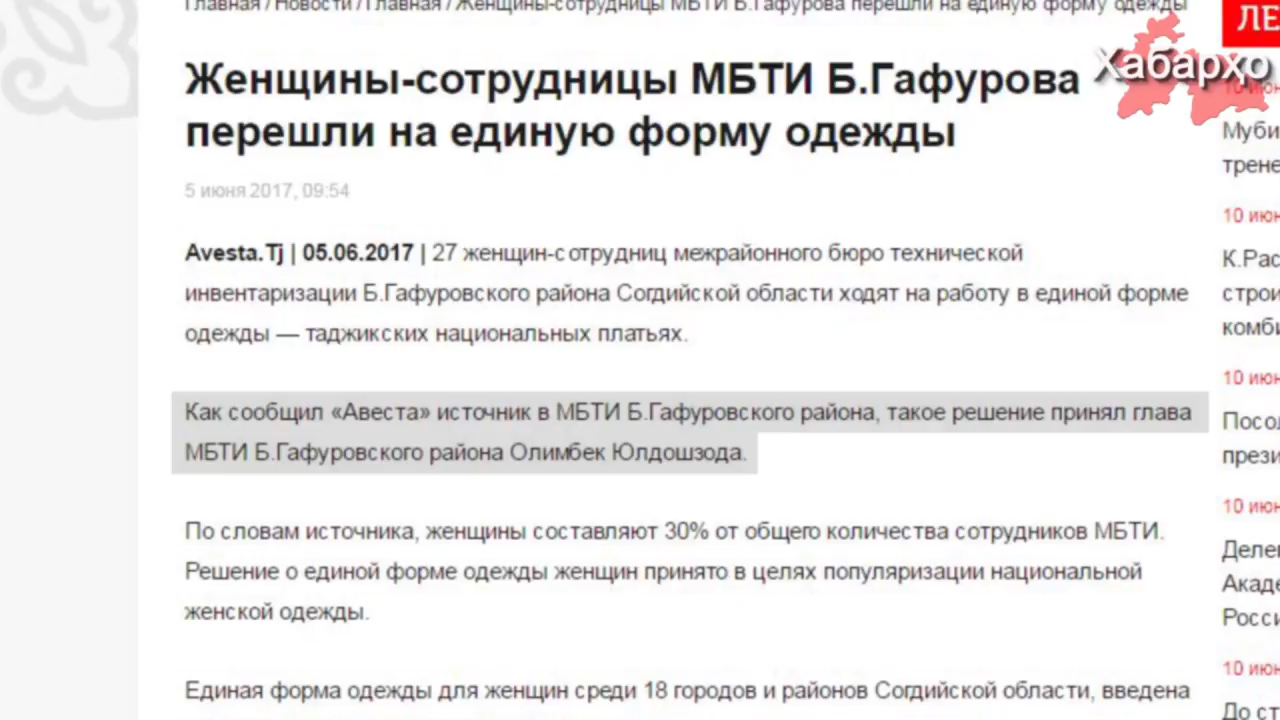 Главная / Новости / Главная / Женщины-сотрудницы МБТИ Б.Гафурова перешли на единую форму одежды
ЛЕ
Хабарҳо
Женщины-сотрудницы МБТИ Б.Гафурова
перешли на единую форму одежды
5 июня 2017, 09:54
Avesta.Tj | 05.06.2017 | 27 женщин-сотрудниц межрайонного бюро технической
инвентаризации Б.Гафуровского района Согдийской области ходят на работу в единой форме
одежды — таджикских национальных платьях.
Как сообщил «Авеста» источник в МБТИ Б.Гафуровского района, такое решение принял глава
МБТИ Б.Гафуровского района Олимбек Юлдошзода.
По словам источника, женщины составляют 30% от общего количества сотрудников МБТИ.
Решение о единой форме одежды женщин принято в целях популяризации национальной
женской одежды.
Единая форма одежды для женщин среди 18 городов и районов Согдийской области, введена
10 июн
Муби
трене
10 июн
К.Рас
строи
комби
10 июн
Посол
прези
10 июн
Делег
Акаде
Росси
10 июн
До ст